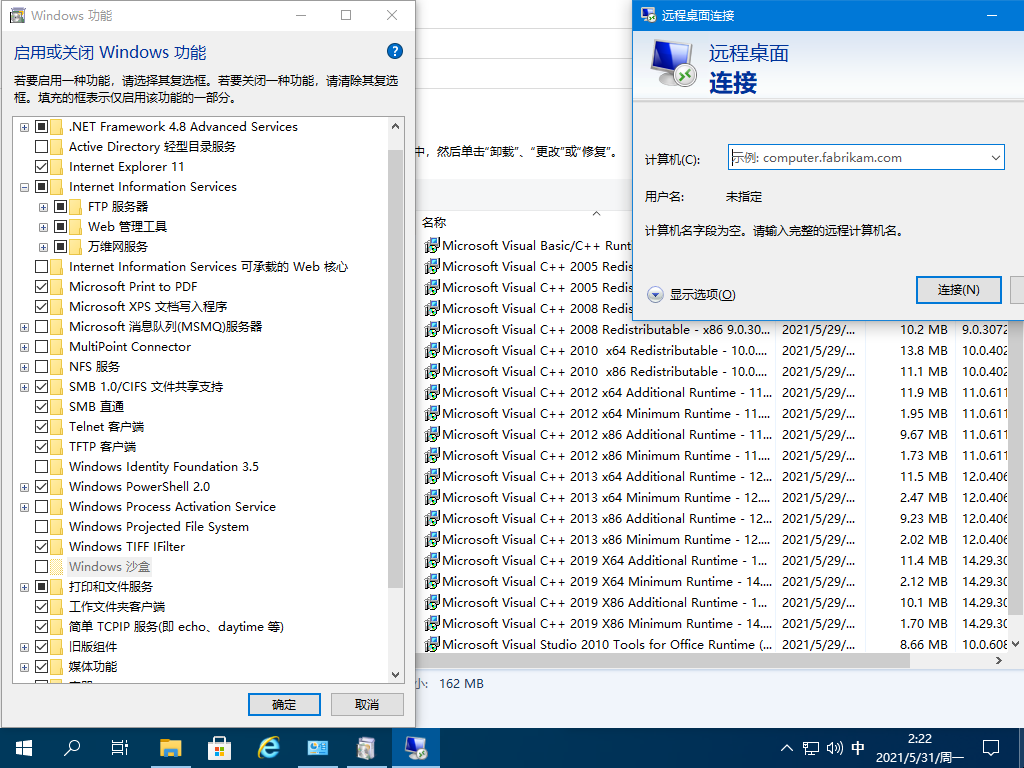 Windows 功能
启用或关闭 Windows 功能
若要启用一种功能，请选择其复选框。若要关闭一种功能，请清除其复选
框。填充的框表示仅启用该功能的一部分。
.NET Framework 4.8 Advanced Services
Active Directory 轻型目录服务
Internet Explorer 11
Internet Information Services
FTP 服务器
Web 管理工具
万维网服务
Internet Information Services 可承载的 Web 核心
Microsoft Print to PDF
Microsoft XPS 文档写入程序
Microsoft 消息队列(MSMQ)服务器
MultiPoint Connector
NFS 服务
SMB 1.0/CIFS 文件共享支持
SMB 直通
Telnet 客户端
TFTP 客户端
Windows Identity Foundation 3.5
Windows PowerShell 2.0
Windows Process Activation Service
Windows Projected File System
Windows TIFF IFilter
Windows 沙盒
打印和文件服务
工作文件夹客户端
简单 TCPIP 服务(即 echo、daytime 等)
旧版组件
媒体功能
确定
取消
远程桌面连接
远程桌面
连接
计算机(C):
示例: computer.fabrikam.com
用户名:
未指定
计算机名字段为空。请输入完整的远程计算机名。
显示选项(O)
连接(N)
中，然后单击“卸载”、“更改”或“修复”。
名称
Microsoft Visual Basic/C++ Runt
Microsoft Visual C++ 2005 Redis
Microsoft Visual C++ 2005 Redis
Microsoft Visual C++ 2008 Redis
Microsoft Visual C++ 2008 Redistributable - x86 9.0.30... 2021/5/29/... 10.2 MB 9.0.3072
Microsoft Visual C++ 2010  x64 Redistributable - 10.0.... 2021/5/29/... 13.8 MB 10.0.402
Microsoft Visual C++ 2010  x86 Redistributable - 10.0.... 2021/5/29/... 11.1 MB 10.0.402
Microsoft Visual C++ 2012 x64 Additional Runtime - 11... 2021/5/29/... 11.9 MB 11.0.611
Microsoft Visual C++ 2012 x64 Minimum Runtime - 11.... 2021/5/29/... 1.95 MB 11.0.611
Microsoft Visual C++ 2012 x86 Additional Runtime - 11... 2021/5/29/... 9.67 MB 11.0.611
Microsoft Visual C++ 2012 x86 Minimum Runtime - 11.... 2021/5/29/... 1.73 MB 11.0.611
Microsoft Visual C++ 2013 x64 Additional Runtime - 12... 2021/5/29/... 11.5 MB 12.0.406
Microsoft Visual C++ 2013 x64 Minimum Runtime - 12.... 2021/5/29/... 2.47 MB 12.0.406
Microsoft Visual C++ 2013 x86 Additional Runtime - 12... 2021/5/29/... 9.23 MB 12.0.406
Microsoft Visual C++ 2013 x86 Minimum Runtime - 12.... 2021/5/29/... 2.02 MB 12.0.406
Microsoft Visual C++ 2019 X64 Additional Runtime - 1... 2021/5/29/... 11.4 MB 14.29.30
Microsoft Visual C++ 2019 X64 Minimum Runtime - 14.... 2021/5/29/... 2.12 MB 14.29.30
Microsoft Visual C++ 2019 X86 Additional Runtime - 1... 2021/5/29/... 10.1 MB 14.29.30
Microsoft Visual C++ 2019 X86 Minimum Runtime - 14.... 2021/5/29/... 1.70 MB 14.29.30
Microsoft Visual Studio 2010 Tools for Office Runtime (... 2021/5/29/... 8.66 MB 10.0.608
小: 162 MB
中
2:22
2021/5/31/周一